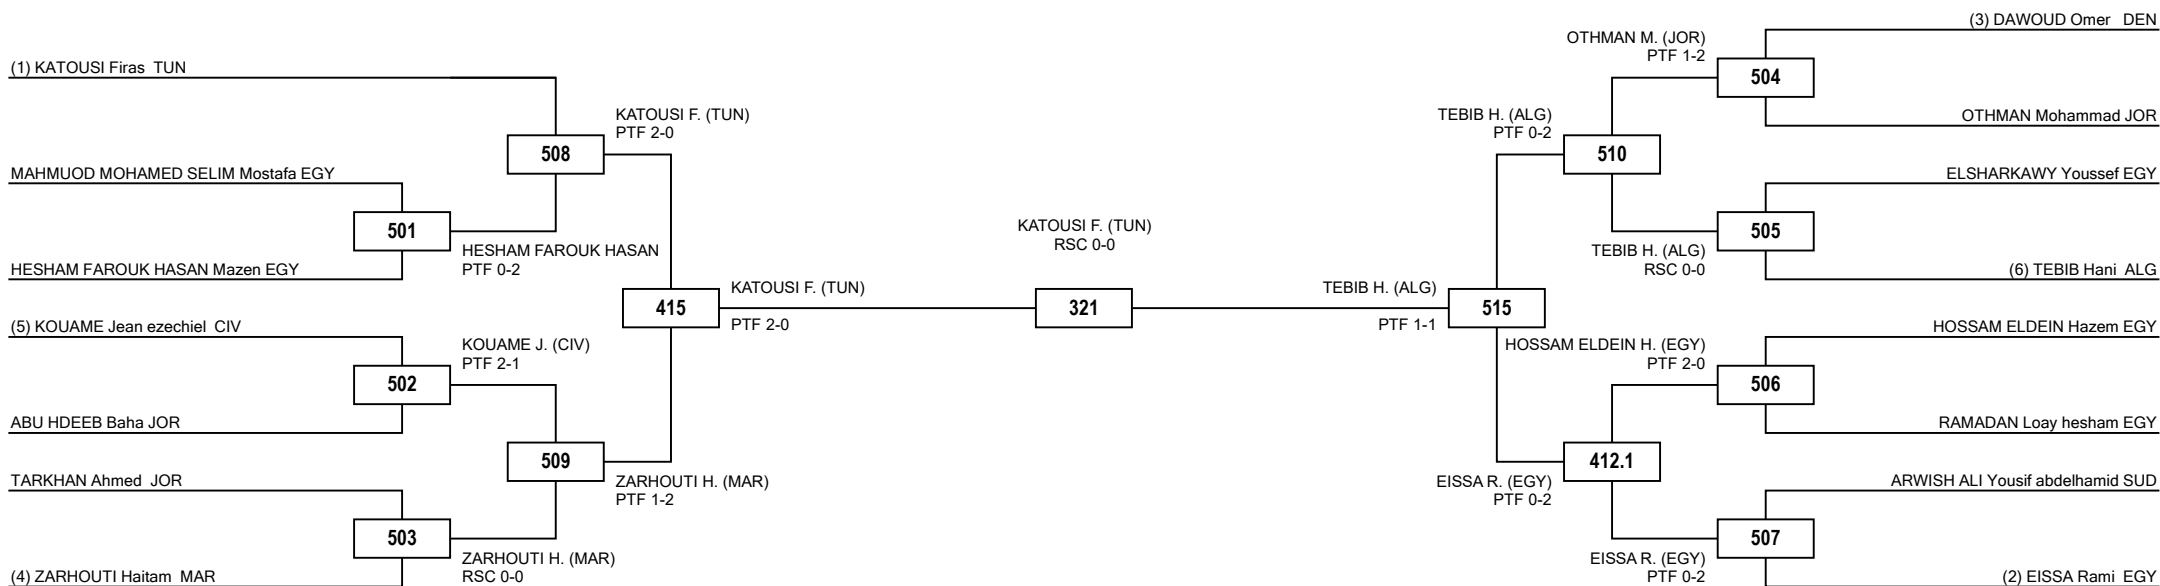 (1) KATOUSI Firas TUN
MAHMUOD MOHAMED SELIM Mostafa EGY
HESHAM FAROUK HASAN Mazen EGY
(5) KOUAME Jean ezechiel CIV
ABU HDEEB Baha JOR
TARKHAN Ahmed JOR
(4) ZARHOUTI Haitam MAR
501
HESHAM FAROUK HASAN
PTF 0-2
502
KOUAME J. (CIV)
PTF 2-1
503
ZARHOUTI H. (MAR)
RSC 0-0
508
KATOUSI F. (TUN)
PTF 2-0
509
ZARHOUTI H. (MAR)
PTF 1-2
415
KATOUSI F. (TUN)
PTF 2-0
KATOUSI F. (TUN)
RSC 0-0
321
TEBIB H. (ALG)
PTF 1-1
515
TEBIB H. (ALG)
PTF 0-2
510
EISSA R. (EGY)
PTF 0-2
412.1
OTHMAN M. (JOR)
PTF 1-2
504
TEBIB H. (ALG)
RSC 0-0
505
HOSSAM ELDEIN H. (EGY)
PTF 2-0
506
EISSA R. (EGY)
PTF 0-2
507
(3) DAWOUD Omer DEN
OTHMAN Mohammad JOR
ELSHARKAWY Youssef EGY
(6) TEBIB Hani ALG
HOSSAM ELDEIN Hazem EGY
RAMADAN Loay hesham EGY
ARWISH ALI Yousif abdelhamid SUD
(2) EISSA Rami EGY